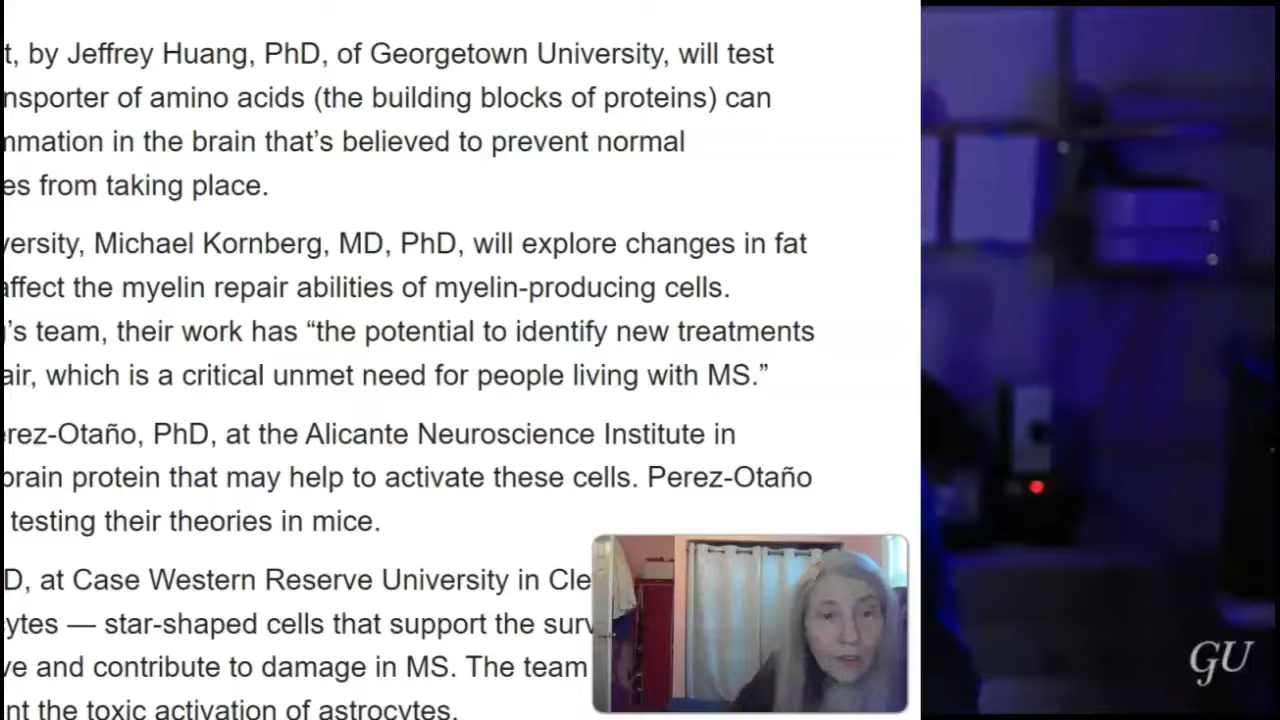 t, by Jeffrey Huang, PhD, of Georgetown University, will test
nsporter of amino acids (the building blocks of proteins) can
mmation in the brain that’s believed to prevent normal
es from taking place.
versity, Michael Kornberg, MD, PhD, will explore changes in fat
affect the myelin repair abilities of myelin-producing cells.
’s team, their work has “the potential to identify new treatments
air, which is a critical unmet need for people living with MS.”
erez-Otaño, PhD, at the Alicante Neuroscience Institute in
brain protein that may help to activate these cells. Perez-Otaño
testing their theories in mice.
D, at Case Western Reserve University in Cle
ytes — star-shaped cells that support the surv
ve and contribute to damage in MS. The team
nt the toxic activation of astrocytes.
GU